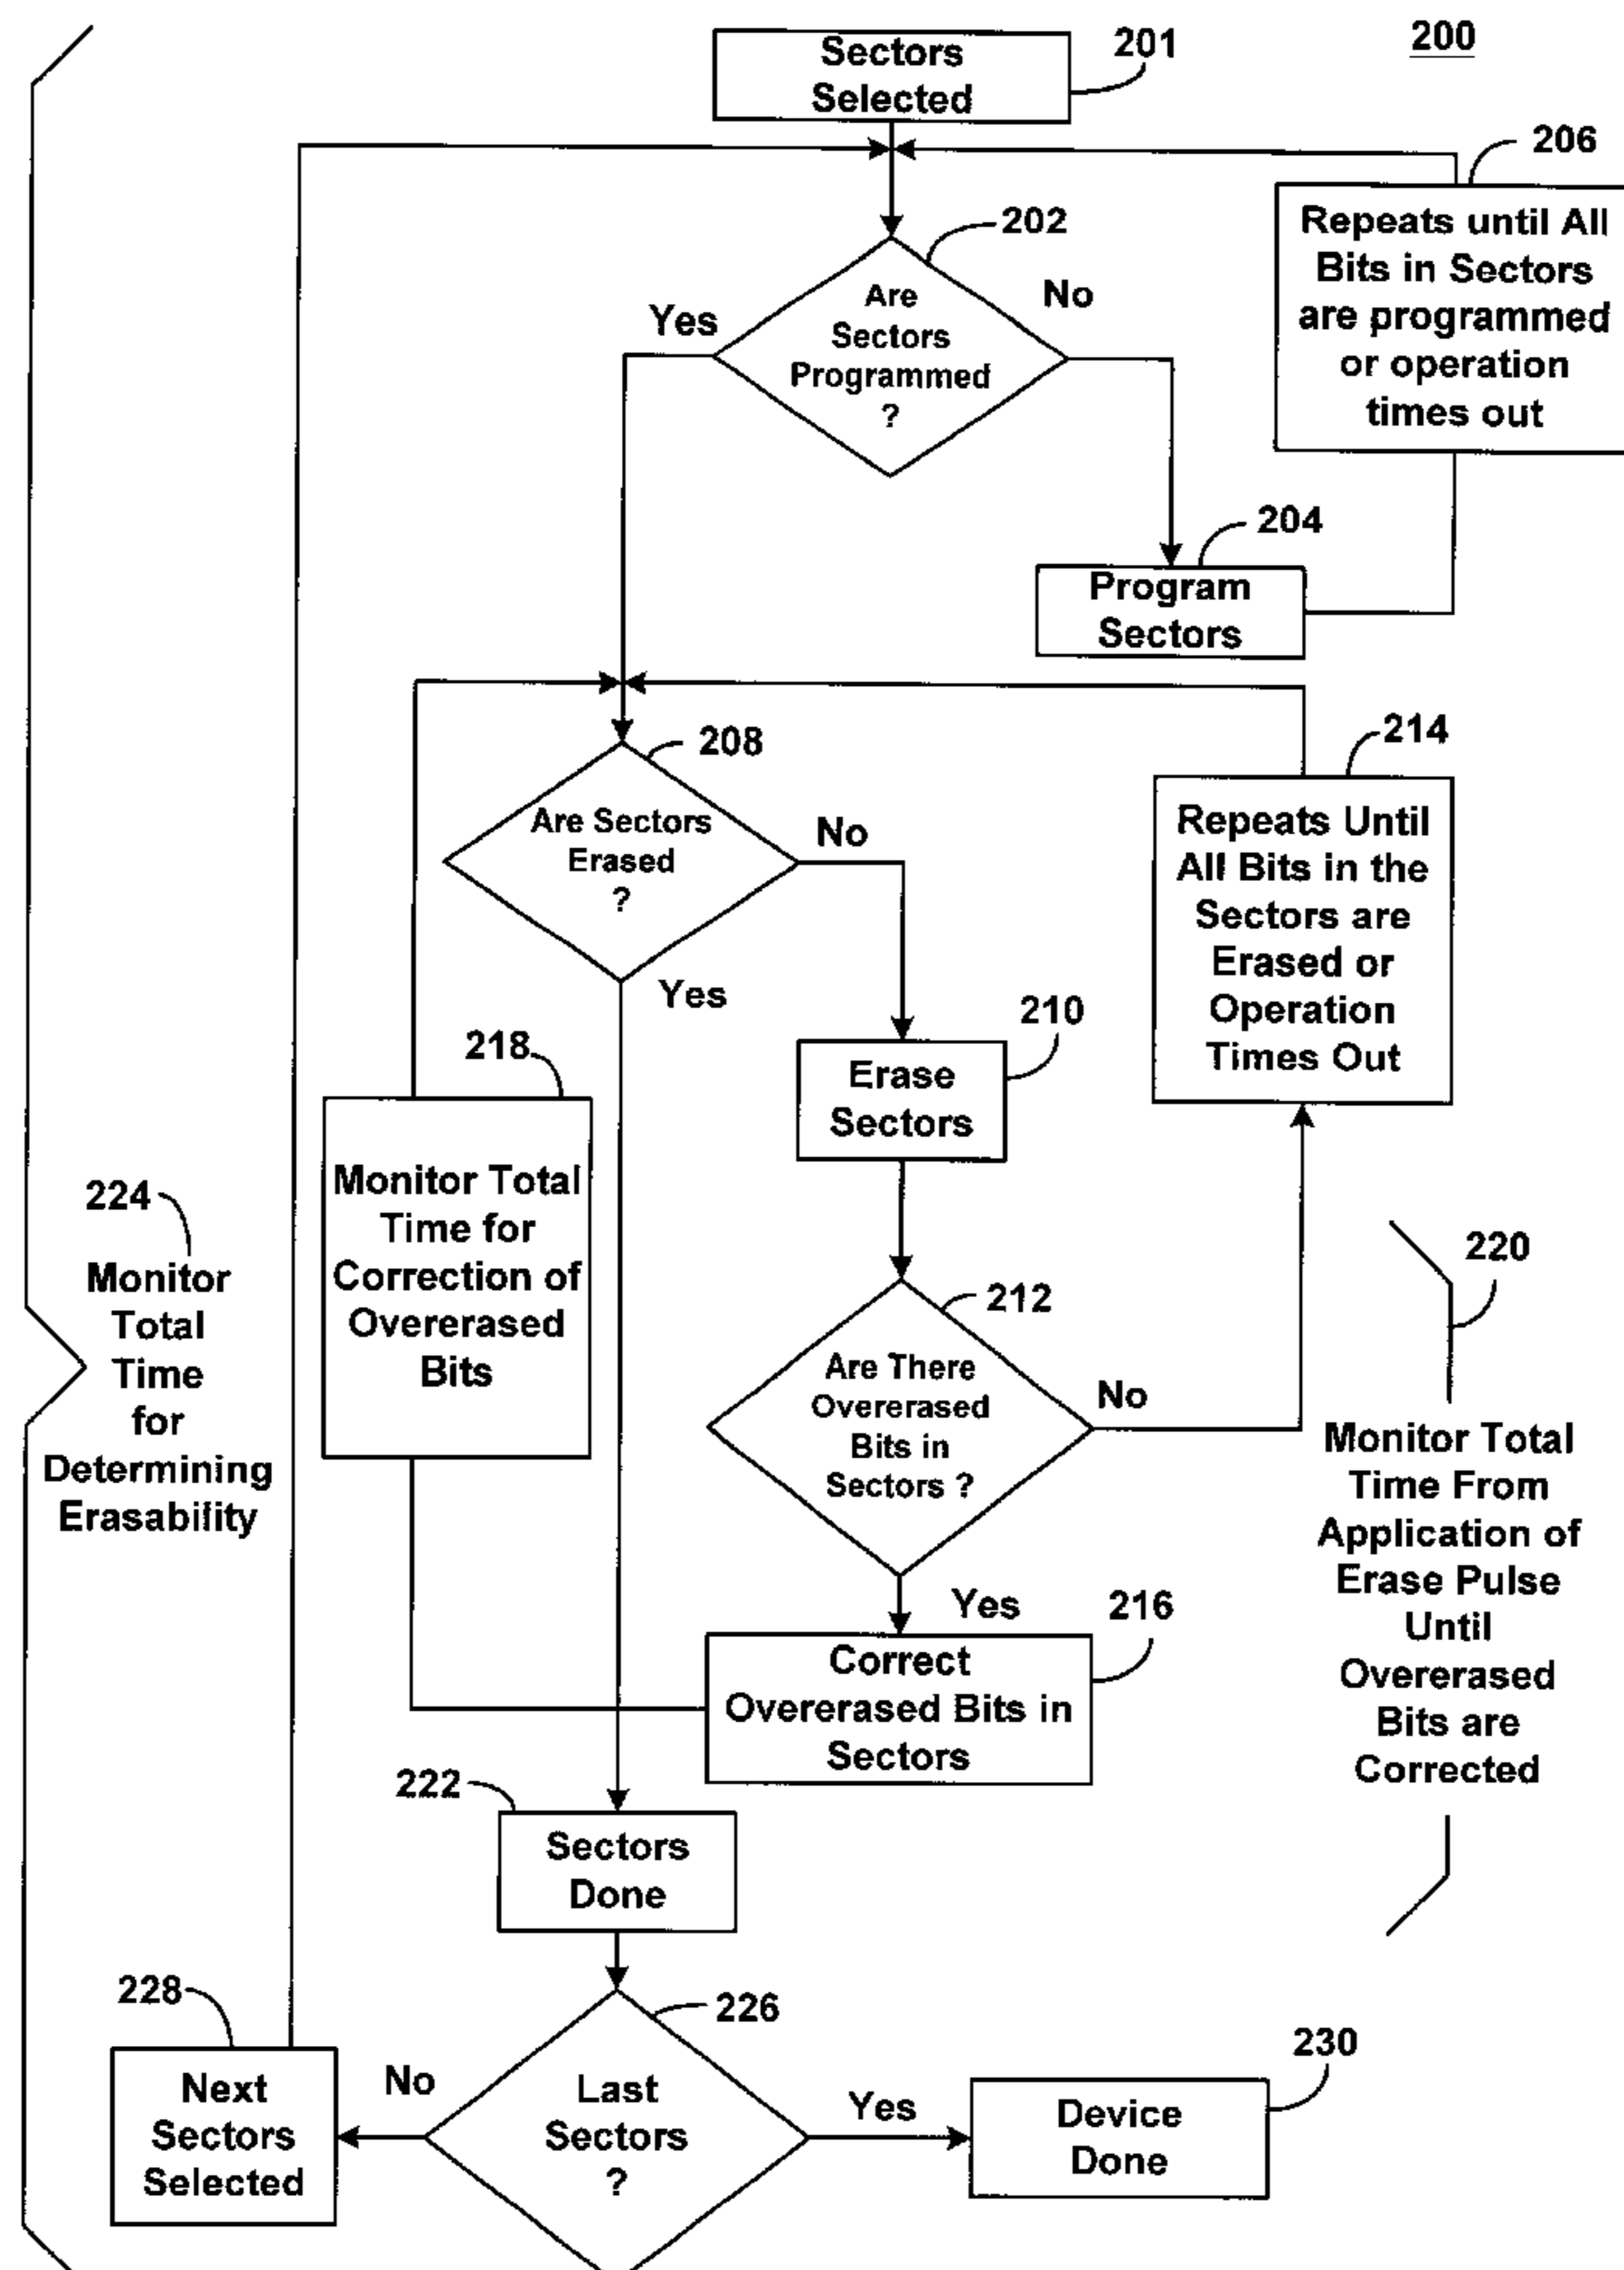 200
Sectors
Selected
201
206
Repeats until All
Bits in Sectors
are programmed
or operation
times out
202
Are
Sectors
Programmed
?
Yes
No
204
Program
Sectors
208
Are Sectors
Erased
?
No
Yes
214
Repeats Until
All Bits in the
Sectors are
Erased or
Operation
Times Out
210
Erase
Sectors
218
Monitor Total
Time for
Correction of
Overerased
Bits
224
Monitor
Total
Time
for
Determining
Erasability
212
Are There
Overerased
Bits in
Sectors ?
No
Yes
220
Monitor Total
Time From
Application of
Erase Pulse
Until
Overerased
Bits are
Corrected
216
Correct
Overerased Bits in
Sectors
222
Sectors
Done
226
Last
Sectors
?
No
Yes
228
Next
Sectors
Selected
230
Device
Done